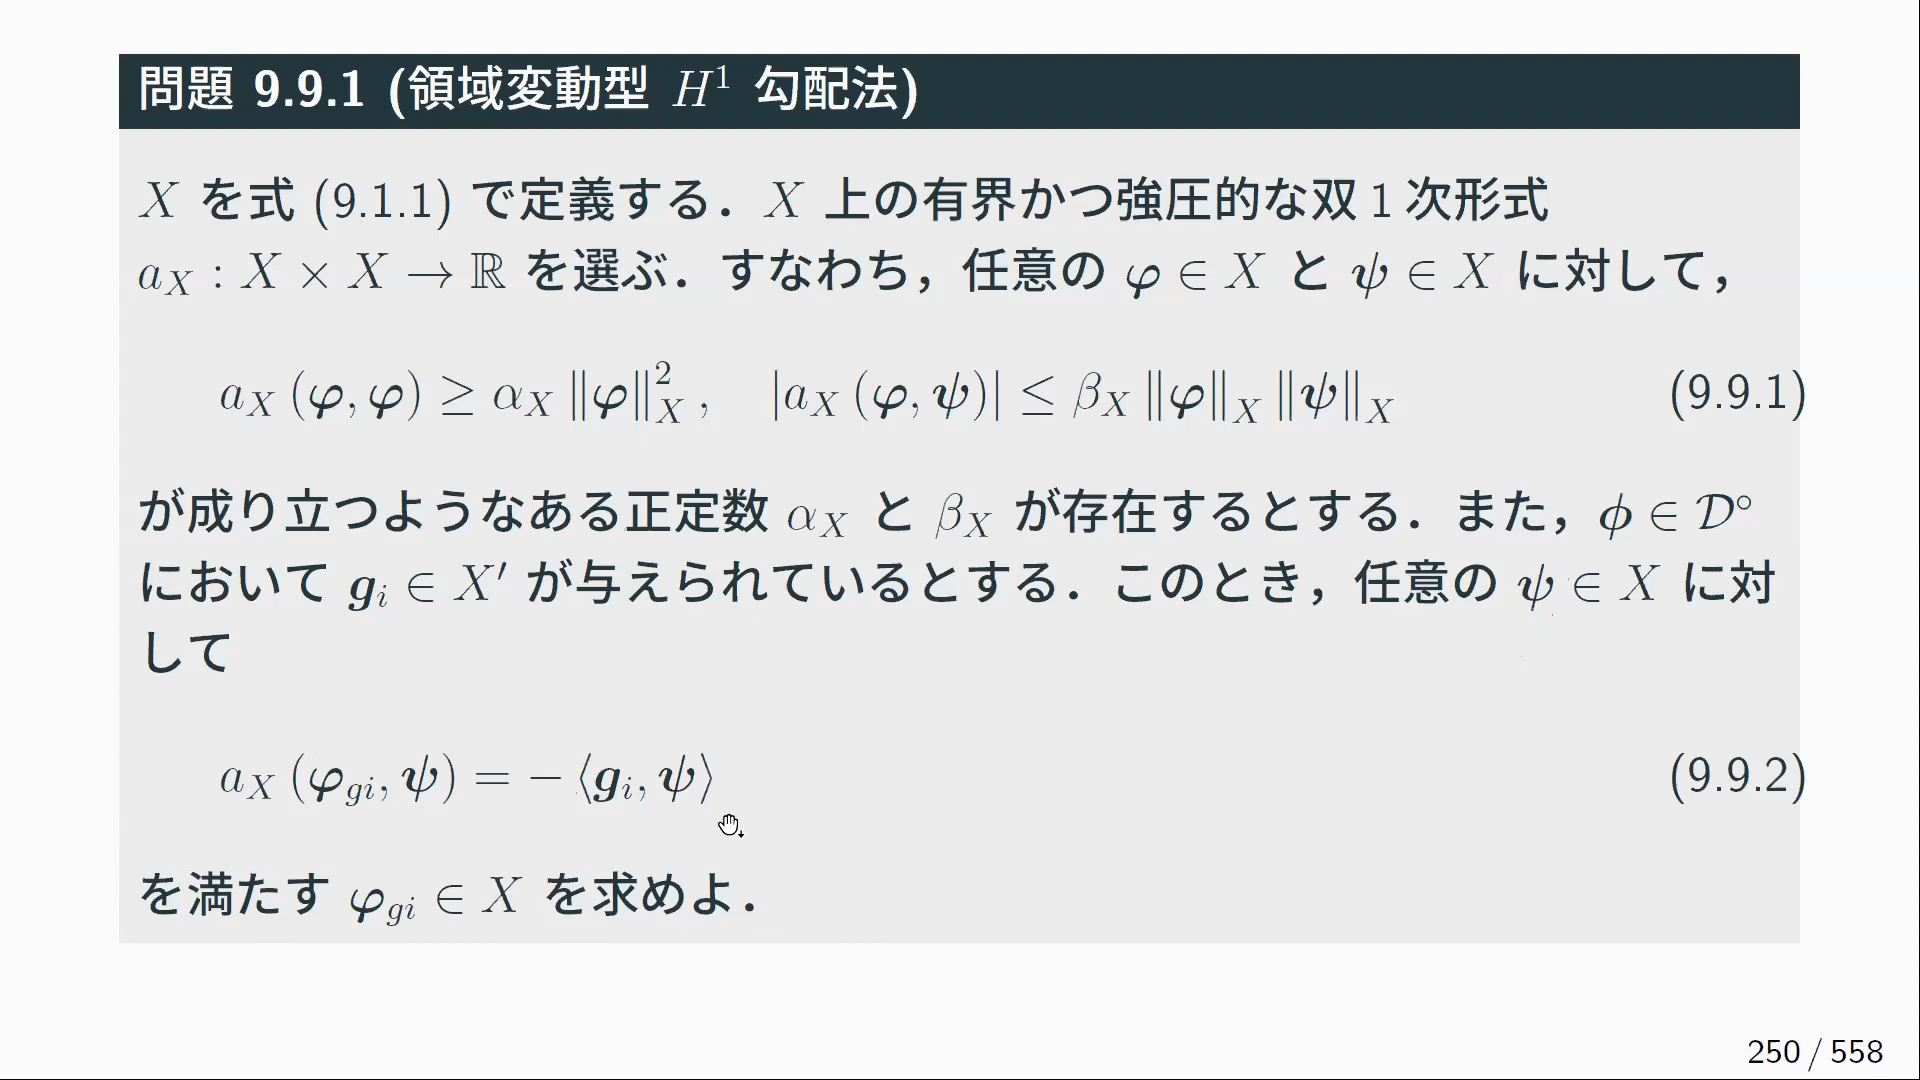 問題 9.9.1 (領域変動型 H¹ 勾配法)
X を式 (9.1.1) で定義する．X 上の有界かつ強圧的な双 1 次形式
a_X : X × X → ℝ を選ぶ．すなわち，任意の φ ∈ X と ψ ∈ X に対して，
a_X (φ, φ) ≥ α_X ‖φ‖²_X , |a_X (φ, ψ)| ≤ β_X ‖φ‖_X ‖ψ‖_X (9.9.1)
が成り立つようなある正定数 α_X と β_X が存在するとする．また，ϕ ∈ 𝒟°
において g_i ∈ X′ が与えられているとする．このとき，任意の ψ ∈ X に対
して
a_X (φ_{gi}, ψ) = − ⟨g_i, ψ⟩ (9.9.2)
を満たす φ_{gi} ∈ X を求めよ．
250 / 558